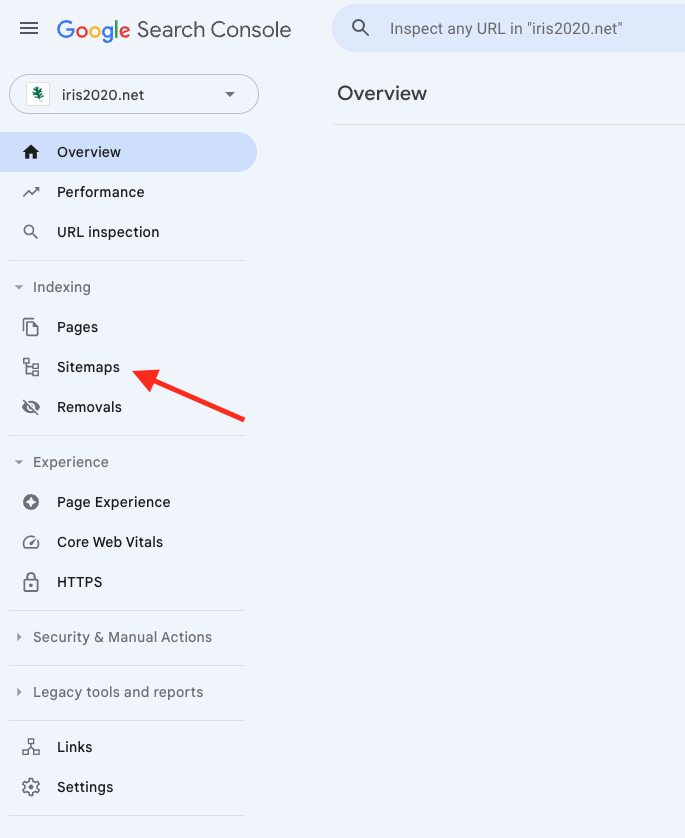 Google Search Console
Inspect any URL in "iris2020.net"
iris2020.net
Overview
Overview
Performance
URL inspection
Indexing
Pages
Sitemaps
Removals
Experience
Page Experience
Core Web Vitals
HTTPS
Security & Manual Actions
Legacy tools and reports
Links
Settings